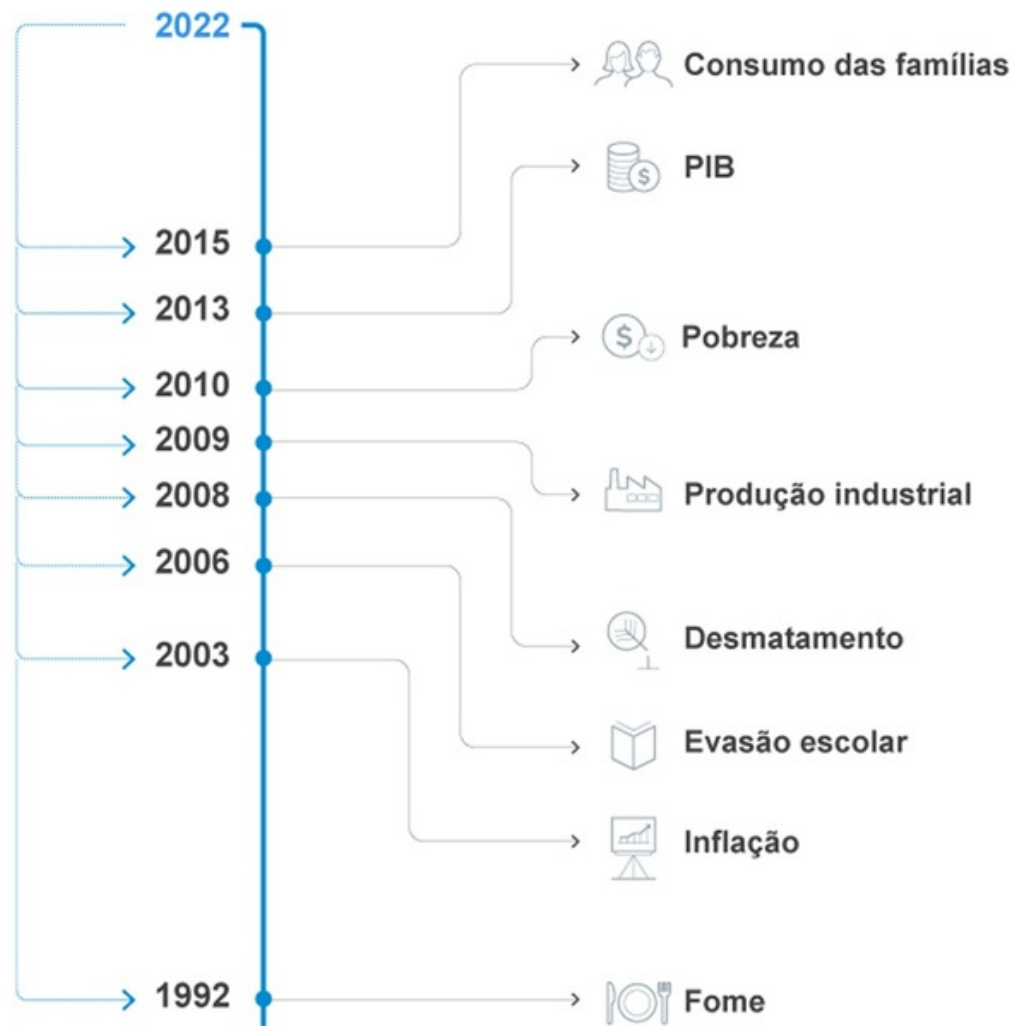 2022
Consumo das famílias
PIB
2015
2013
Pobreza
2010
2009
Produção industrial
2008
2006
Desmatamento
2003
Evasão escolar
Inflação
1992
Fome